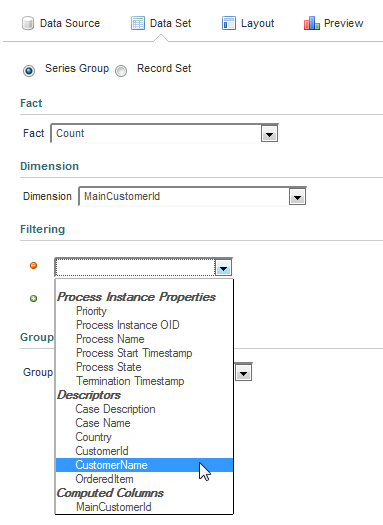 Data Source Data Set Layout Preview
Series Group Record Set
Fact
Fact Count
Dimension
Dimension MainCustomerId
Filtering
Process Instance Properties
Priority
Process Instance OID
Process Name
Process Start Timestamp
Process State
Termination Timestamp
Descriptors
Case Description
Case Name
Country
CustomerId
CustomerName
OrderedItem
Computed Columns
MainCustomerId
Group
Group